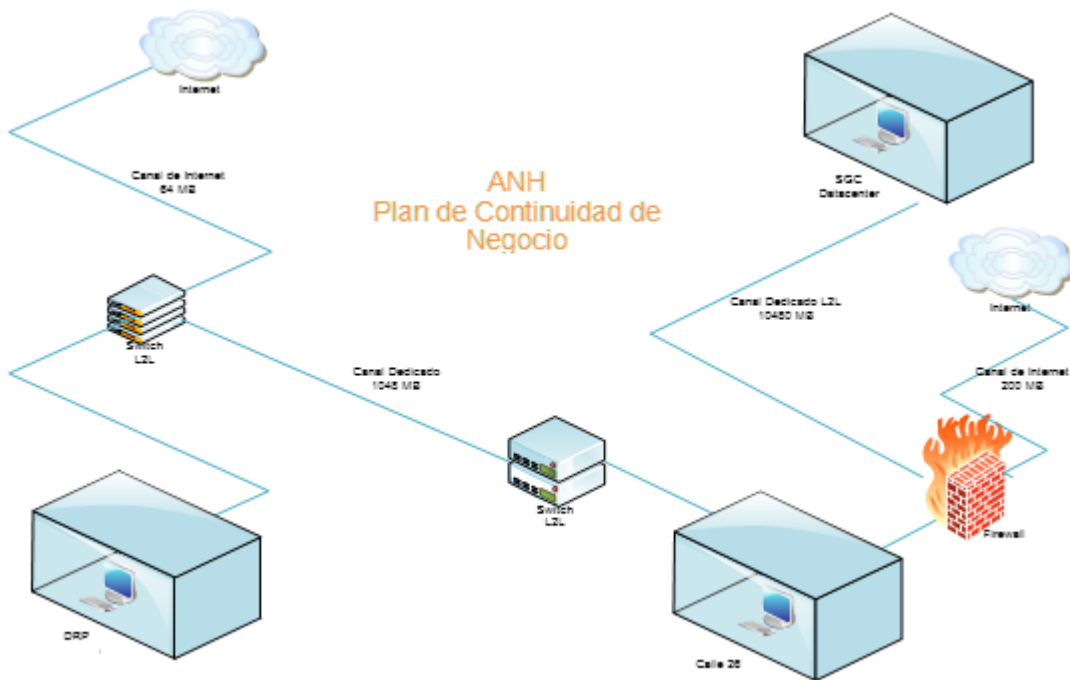 Internet
Canal de Internet
64 MB
ANH
Plan de Continuidad de
Negocio
SGC
Datacenter
Internet
Canal Dedicado L2L
10480 MB
Switch
L2L
Canal Dedicado
1048 MB
Canal de Internet
200 MB
Switch
L2L
Firewall
DRP
Calle 26